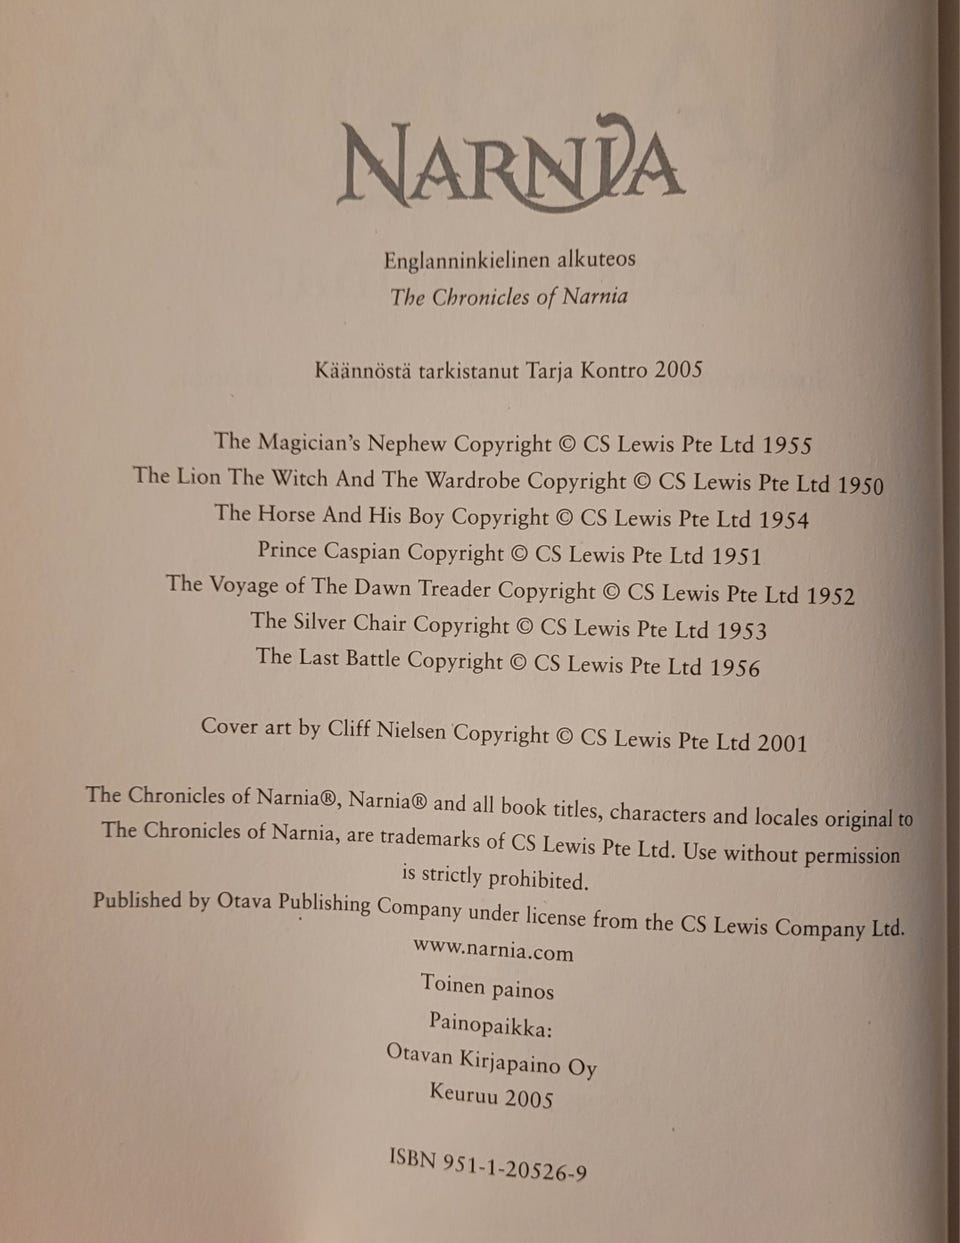 NARNIA
Englanninkielinen alkuteos
The Chronicles of Narnia
Käännöstä tarkistanut Tarja Kontro 2005
The Magician's Nephew Copyright © CS Lewis Pte Ltd 1955
The Lion The Witch And The Wardrobe Copyright © CS Lewis Pte Ltd 1950
The Horse And His Boy Copyright © CS Lewis Pte Ltd 1954
Prince Caspian Copyright © CS Lewis Pte Ltd 1951
The Voyage of The Dawn Treader Copyright © CS Lewis Pte Ltd 1952
The Silver Chair Copyright © CS Lewis Pte Ltd 1953
The Last Battle Copyright © CS Lewis Pte Ltd 1956
Cover art by Cliff Nielsen Copyright © CS Lewis Pte Ltd 2001
The Chronicles of Narnia®, Narnia® and all book titles, characters and locales original to
The Chronicles of Narnia, are trademarks of CS Lewis Pte Ltd. Use without permission
is strictly prohibited.
Published by Otava Publishing Company under license from the CS Lewis Company Ltd.
www.narnia.com
Toinen painos
Painopaikka:
Otavan Kirjapaino Oy
Keuruu 2005
ISBN 951-1-20526-9